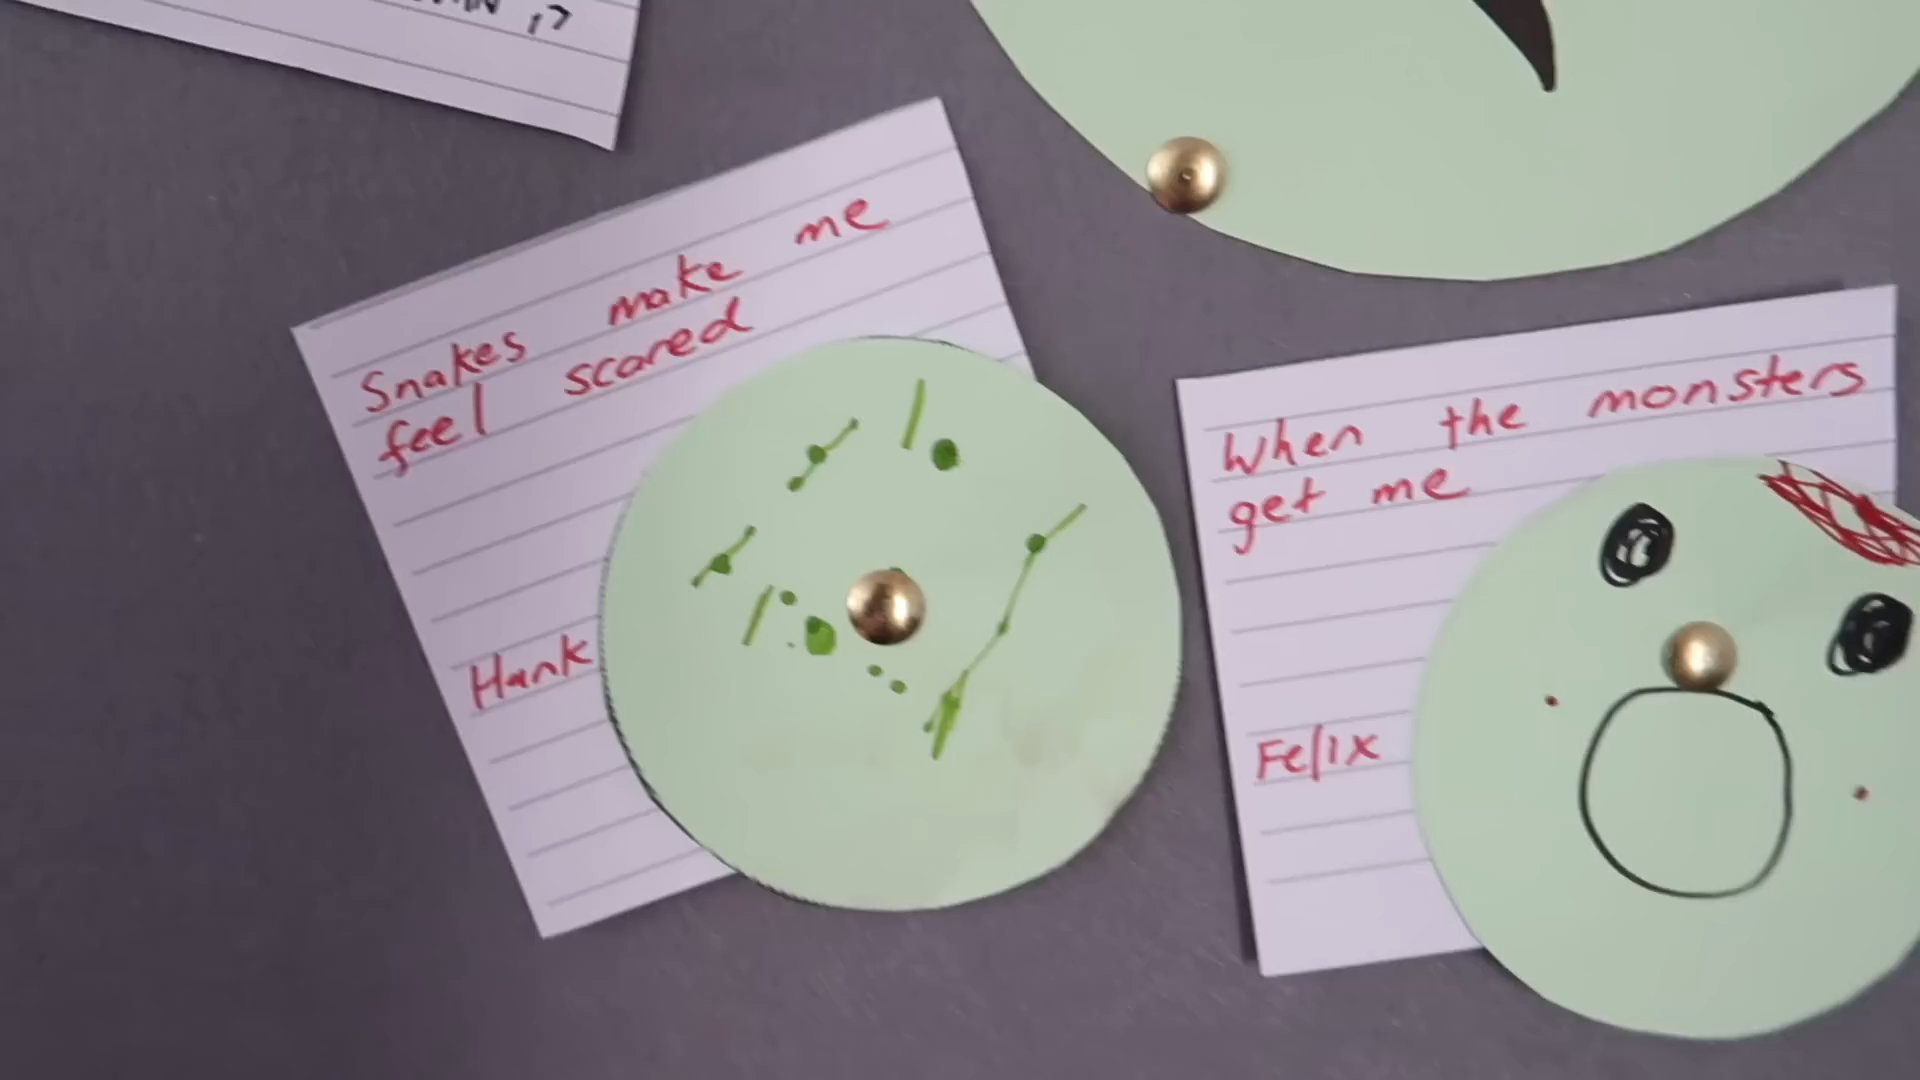 Snakes make me
feel scared
Hank
When the monsters
get me
Felix